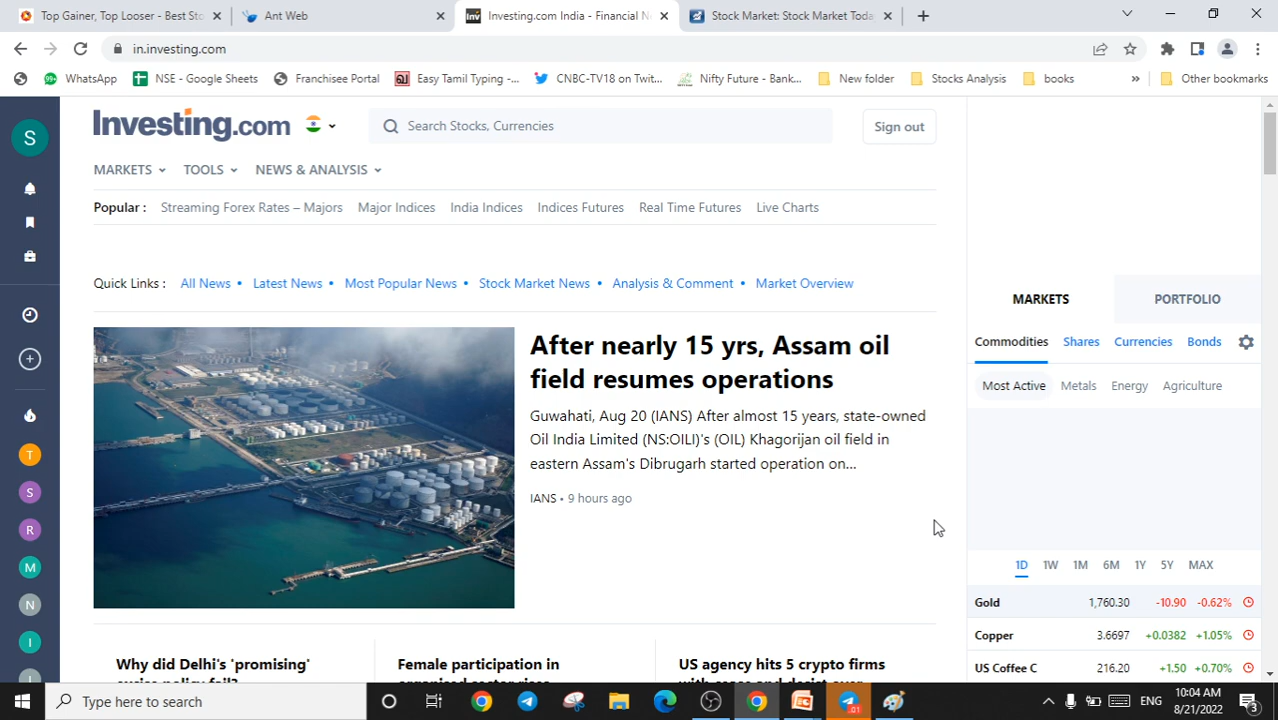 Top Gainer, Top Looser - Best Sto
Ant Web
Investing.com India - Financial N
Stock Market: Stock Market Toda
in.investing.com
WhatsApp
NSE - Google Sheets
Franchisee Portal
Easy Tamil Typing -...
CNBC-TV18 on Twit...
Nifty Future - Bank...
New folder
Stocks Analysis
books
»
Other bookmarks
S
Investing.com
Search Stocks, Currencies
Sign out
MARKETS
TOOLS
NEWS & ANALYSIS
Popular :
Streaming Forex Rates – Majors
Major Indices
India Indices
Indices Futures
Real Time Futures
Live Charts
Quick Links :
All News •
Latest News •
Most Popular News •
Stock Market News •
Analysis & Comment •
Market Overview
After nearly 15 yrs, Assam oil
field resumes operations
Guwahati, Aug 20 (IANS) After almost 15 years, state-owned
Oil India Limited (NS:OILI)'s (OIL) Khagorijan oil field in
eastern Assam's Dibrugarh started operation on...
IANS • 9 hours ago
Why did Delhi's 'promising'
Female participation in
US agency hits 5 crypto firms
MARKETS
PORTFOLIO
Commodities
Shares
Currencies
Bonds
Most Active
Metals
Energy
Agriculture
1D
1W
1M
6M
1Y
5Y
MAX
Gold 1,760.30 -10.90 -0.62%
Copper 3.6697 +0.0382 +1.05%
US Coffee C 216.20 +1.50 +0.70%
T
S
R
M
N
I
Type here to search
ENG
10:04 AM
8/21/2022
3